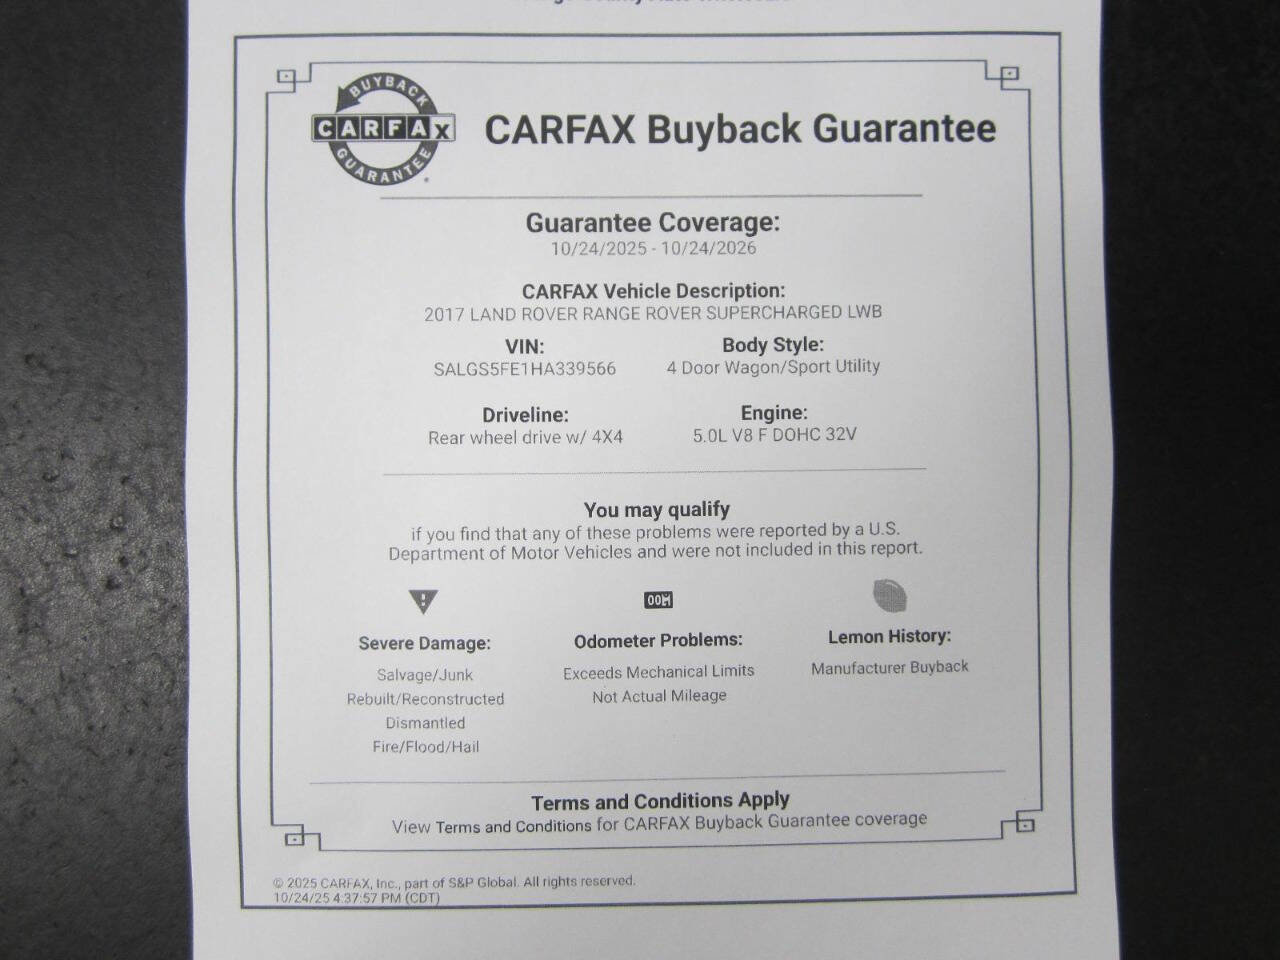 BUYBACK
CARFAX
GUARANTEE
CARFAX Buyback Guarantee
Guarantee Coverage:
10/24/2025 - 10/24/2026
CARFAX Vehicle Description:
2017 LAND ROVER RANGE ROVER SUPERCHARGED LWB
VIN: Body Style:
SALGS5FE1HA339566 4 Door Wagon/Sport Utility
Driveline: Engine:
Rear wheel drive w/ 4X4 5.0L V8 F DOHC 32V
You may qualify
if you find that any of these problems were reported by a U.S.
Department of Motor Vehicles and were not included in this report.
Severe Damage: Odometer Problems: Lemon History:
Salvage/Junk Exceeds Mechanical Limits Manufacturer Buyback
Rebuilt/Reconstructed Not Actual Mileage
Dismantled
Fire/Flood/Hail
Terms and Conditions Apply
View Terms and Conditions for CARFAX Buyback Guarantee coverage
© 2025 CARFAX, Inc., part of S&P Global. All rights reserved.
10/24/25 4:37:57 PM (CDT)